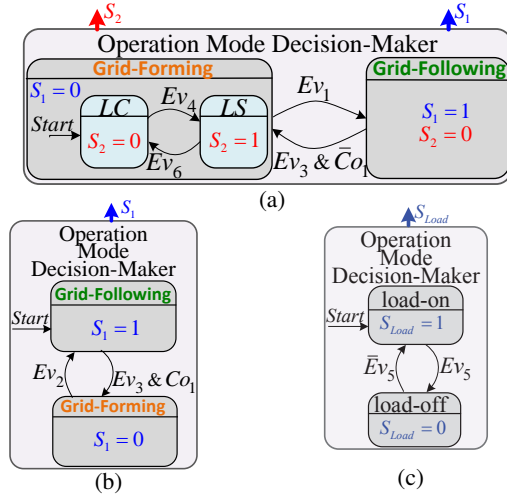 S₂ S₁
Operation Mode Decision-Maker
Grid-Forming Grid-Following
S₁ = 0
LC Ev₄ LS Ev₁
Start S₂ = 0 S₂ = 1 S₁ = 1
S₂ = 0
Ev₆ Ev₃ & C̄o₁
(a)
S₁
Operation
Mode
Decision-Maker
Grid-Following
Start
S₁ = 1
Ev₂ Ev₃ & Co₁
Grid-Forming
S₁ = 0
(b)
S_Load
Operation
Mode
Decision-Maker
Start load-on
S_Load = 1
Ēv₅ Ev₅
load-off
S_Load = 0
(c)